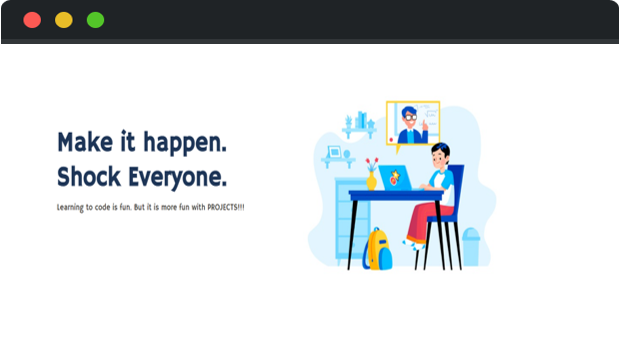 Make it happen.
Shock Everyone.
Learning to code is fun. But it is more fun with PROJECTS!!!